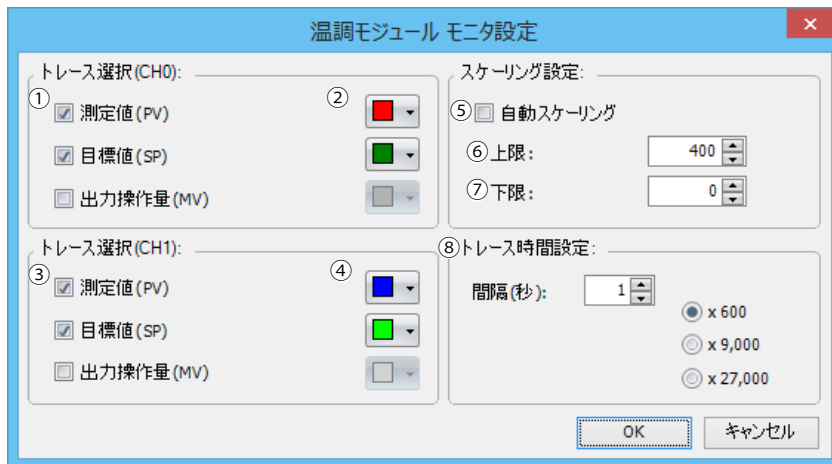 温調モジュール モニタ設定
トレース選択(CH0):
① 測定値(PV) ②
目標値(SP)
出力操作量(MV)
トレース選択(CH1):
③ 測定値(PV) ④
目標値(SP)
出力操作量(MV)
スケーリング設定:
⑤ 自動スケーリング
⑥ 上限: 400
⑦ 下限: 0
⑧ トレース時間設定:
間隔(秒): 1
x 600
x 9,000
x 27,000
OK キャンセル